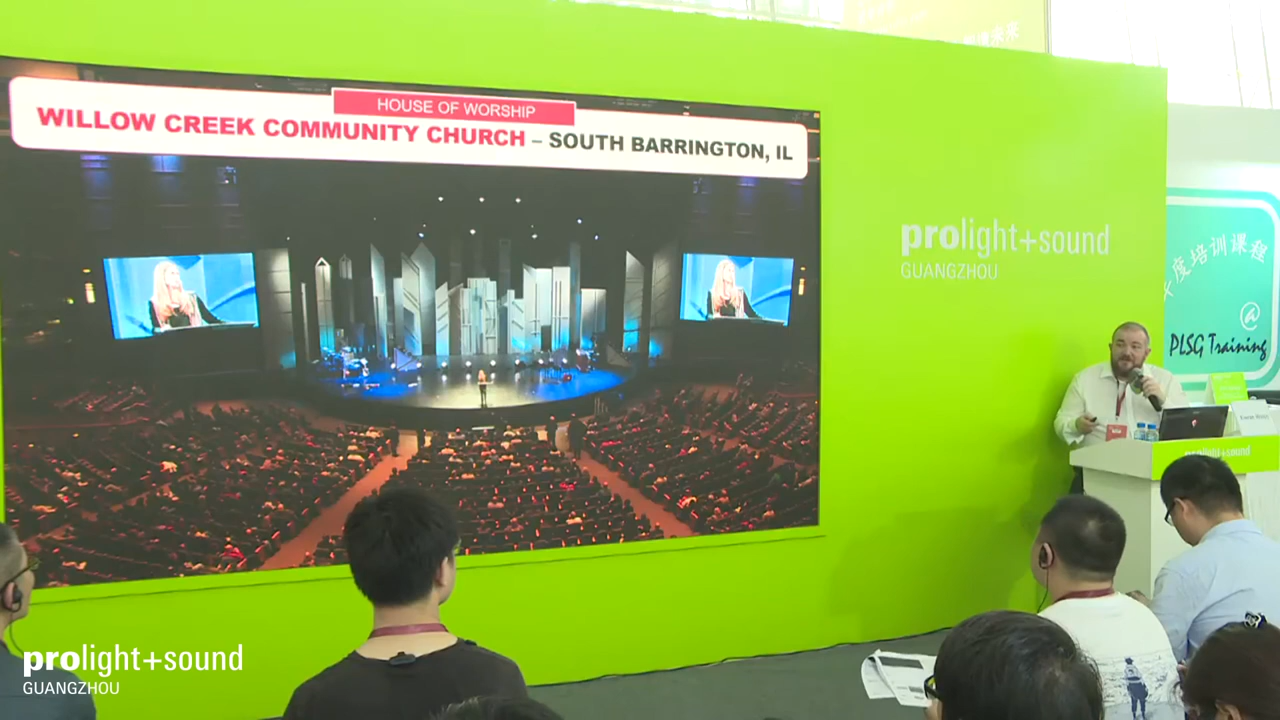 HOUSE OF WORSHIP
WILLOW CREEK COMMUNITY CHURCH – SOUTH BARRINGTON, IL
prolight+sound
GUANGZHOU
度培训课程
@
PLSG Training
prolight+sound
prolight+sound
GUANGZHOU